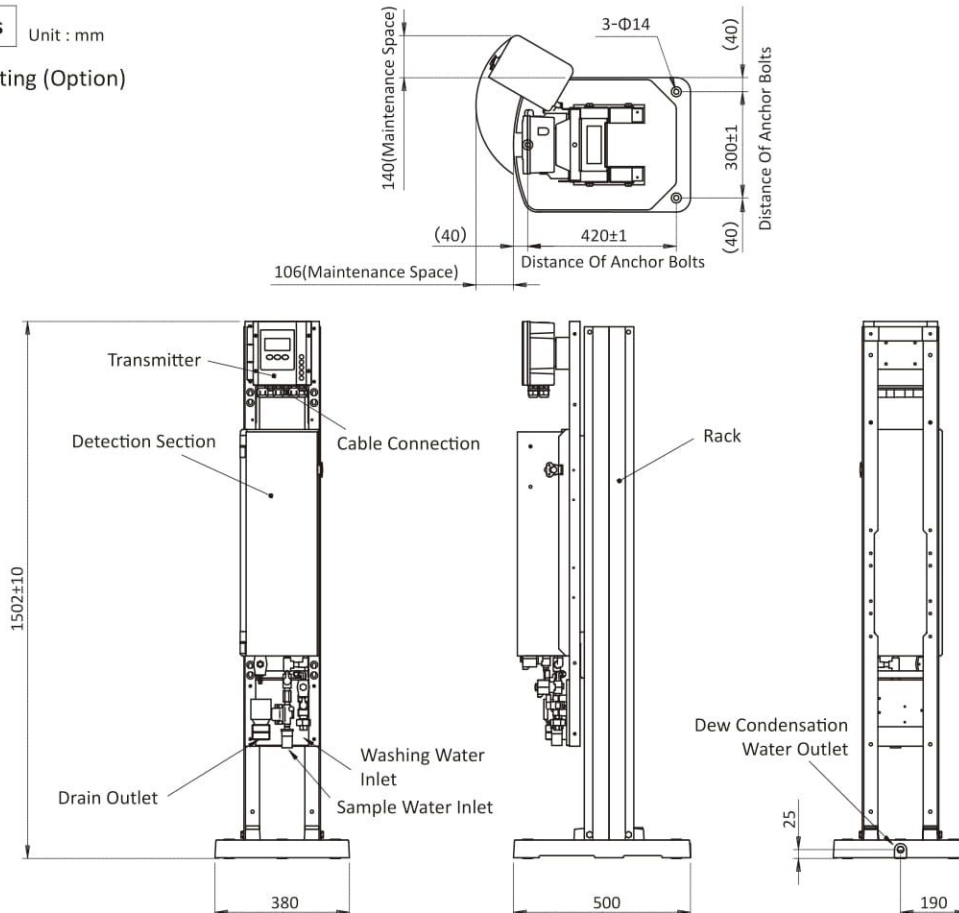 s
Unit : mm
ting (Option)
3-Φ14
(40)
140(Maintenance Space)
300±1
Distance Of Anchor Bolts
(40)
(40)
420±1
Distance Of Anchor Bolts
106(Maintenance Space)
Transmitter
Detection Section
Cable Connection
Rack
1502±10
Dew Condensation
Water Outlet
Washing Water
Inlet
Drain Outlet
Sample Water Inlet
25
380
500
190